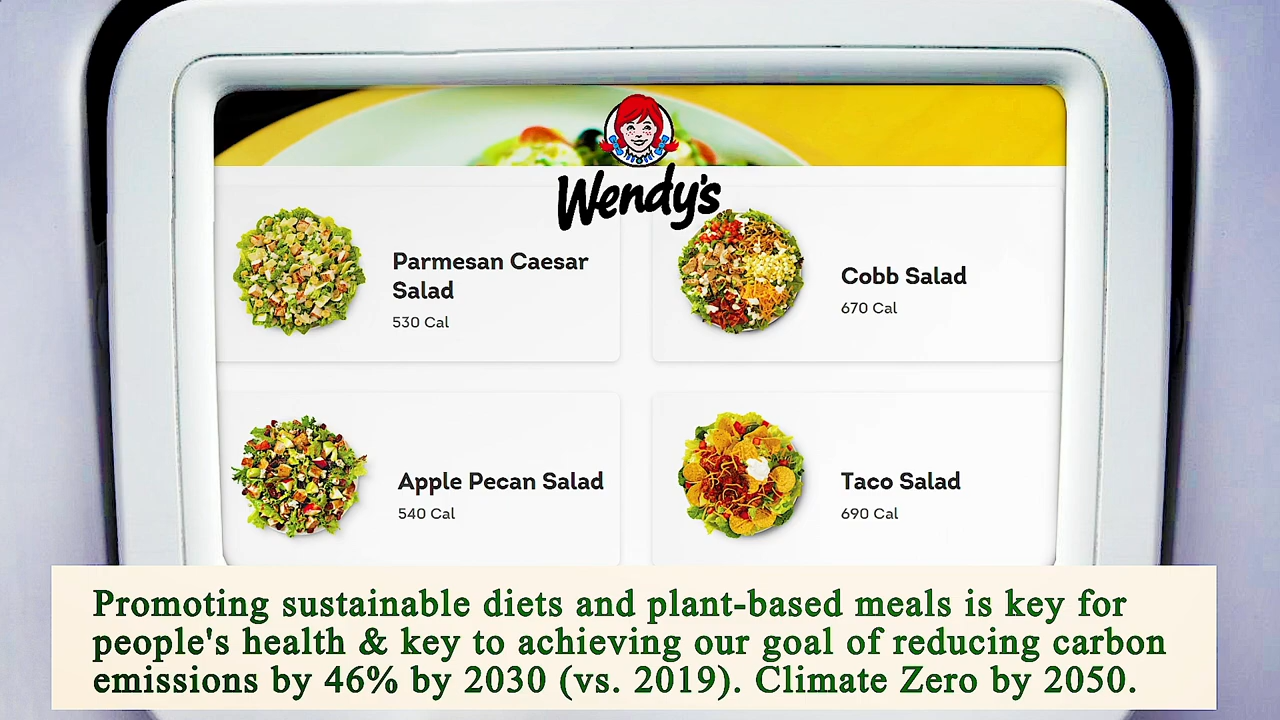 Wendy's
Parmesan Caesar
Salad
530 Cal
Cobb Salad
670 Cal
Apple Pecan Salad
540 Cal
Taco Salad
690 Cal
Promoting sustainable diets and plant-based meals is key for
people's health & key to achieving our goal of reducing carbon
emissions by 46% by 2030 (vs. 2019). Climate Zero by 2050.